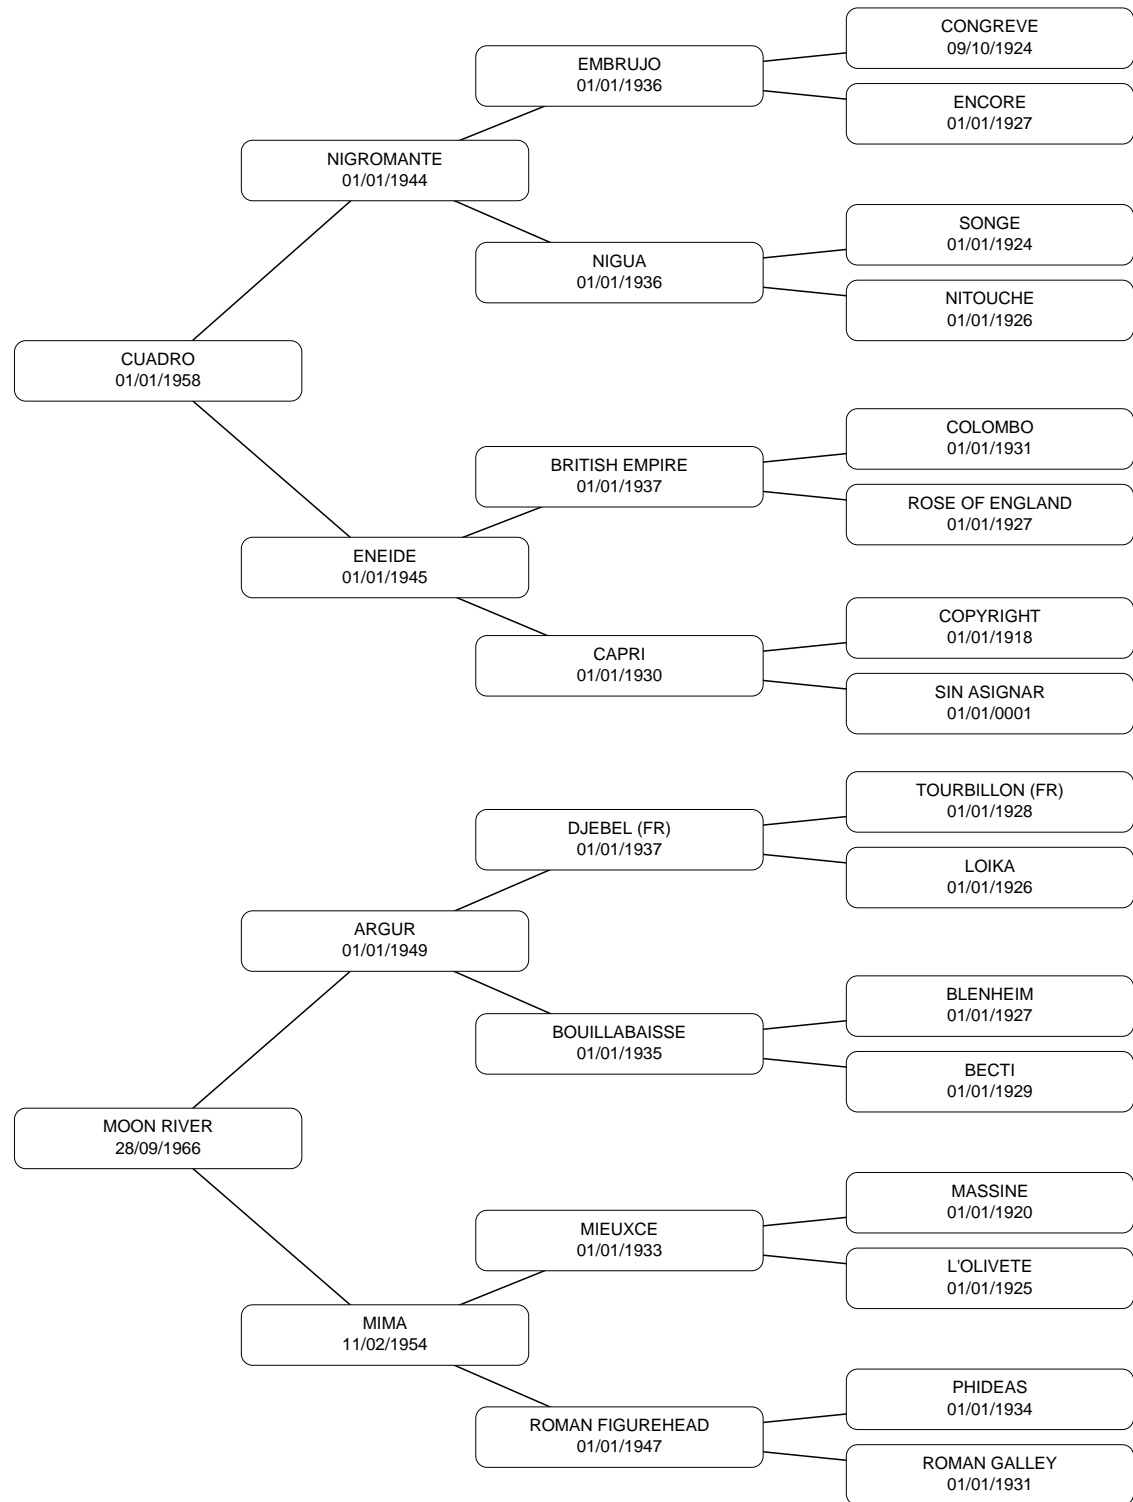 CONGREVE
09/10/1924
EMBRUJO
01/01/1936
ENCORE
01/01/1927
NIGROMANTE
01/01/1944
SONGE
01/01/1924
NIGUA
01/01/1936
NITOUCHE
01/01/1926
CUADRO
01/01/1958
COLOMBO
01/01/1931
BRITISH EMPIRE
01/01/1937
ROSE OF ENGLAND
01/01/1927
ENEIDE
01/01/1945
COPYRIGHT
01/01/1918
CAPRI
01/01/1930
SIN ASIGNAR
01/01/0001
TOURBILLON (FR)
01/01/1928
DJEBEL (FR)
01/01/1937
LOIKA
01/01/1926
ARGUR
01/01/1949
BLENHEIM
01/01/1927
BOUILLABAISSE
01/01/1935
BECTI
01/01/1929
MOON RIVER
28/09/1966
MASSINE
01/01/1920
MIEUXCE
01/01/1933
L'OLIVETE
01/01/1925
MIMA
11/02/1954
PHIDEAS
01/01/1934
ROMAN FIGUREHEAD
01/01/1947
ROMAN GALLEY
01/01/1931